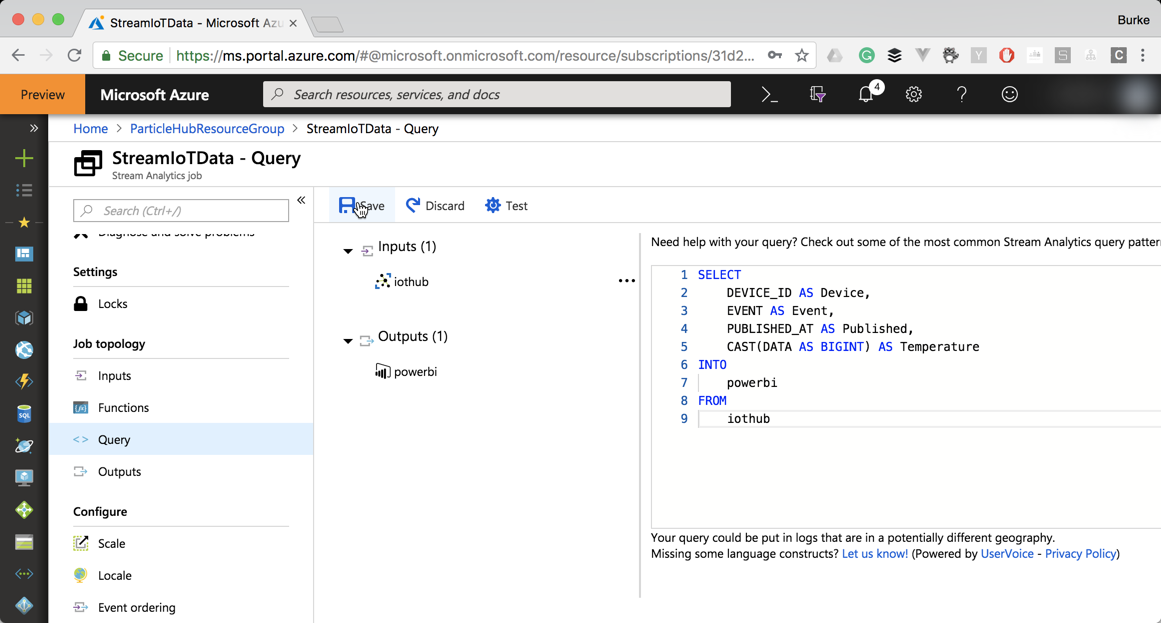 StreamIoTData - Microsoft Azu
Burke
Secure
https://ms.portal.azure.com/#@microsoft.onmicrosoft.com/resource/subscriptions/31d2...
Preview
Microsoft Azure
Search resources, services, and docs
4
Home > ParticleHubResourceGroup > StreamIoTData - Query
StreamIoTData - Query
Stream Analytics job
Search (Ctrl+/)
Diagnose and solve problems
Settings
Locks
Job topology
Inputs
Functions
Query
Outputs
Configure
Scale
Locale
Event ordering
Save
Discard
Test
Inputs (1)
iothub
Outputs (1)
powerbi
Need help with your query? Check out some of the most common Stream Analytics query patter
1 SELECT
2 DEVICE_ID AS Device,
3 EVENT AS Event,
4 PUBLISHED_AT AS Published,
5 CAST(DATA AS BIGINT) AS Temperature
6 INTO
7 powerbi
8 FROM
9 iothub
Your query could be put in logs that are in a potentially different geography.
Missing some language constructs? Let us know! (Powered by UserVoice - Privacy Policy)